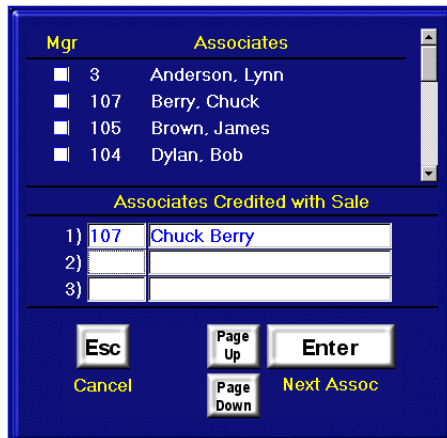 Mgr Associates
3 Anderson, Lynn
107 Berry, Chuck
105 Brown, James
104 Dylan, Bob
Associates Credited with Sale
1) 107 Chuck Berry
2)
3)
Esc Page Up Enter
Cancel Page Down Next Assoc